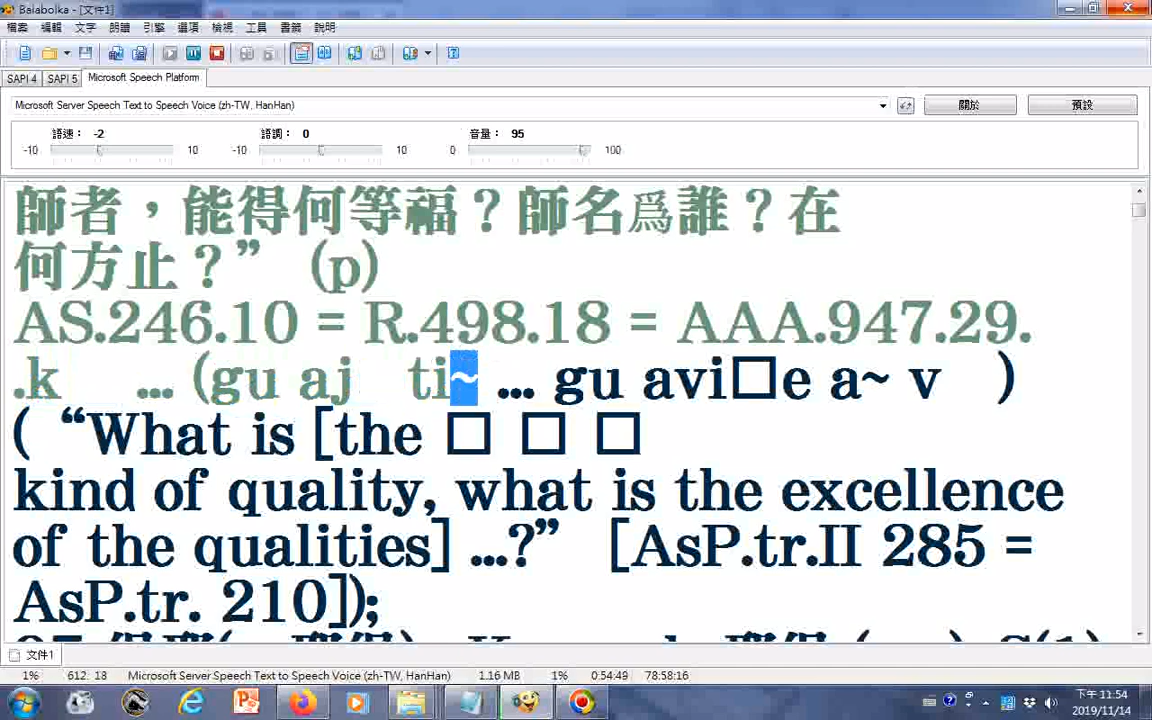 Balabolka - [文件1]
檔案 編輯 文字 朗讀 引擎 選項 檢視 工具 書籤 說明
SAPI 4 SAPI 5 Microsoft Speech Platform
Microsoft Server Speech Text to Speech Voice (zh-TW, HanHan) 關於 預設
語速： -2 語調： 0 音量： 95
-10 10 -10 10 0 100
師者，能得何等福？師名爲誰？在
何方止？” (p)
AS.246.10 = R.498.18 = AAA.947.29.
.k ... (gu aj ti~ ... gu avi□e a~ v )
( “What is [the □ □ □
kind of quality, what is the excellence
of the qualities] ...?” [AsP.tr.II 285 =
AsP.tr. 210]);
文件1
1% 612: 18 Microsoft Server Speech Text to Speech Voice (zh-TW, HanHan) 1.16 MB 1% 0:54:49 78:58:16
下午 11:54
2019/11/14